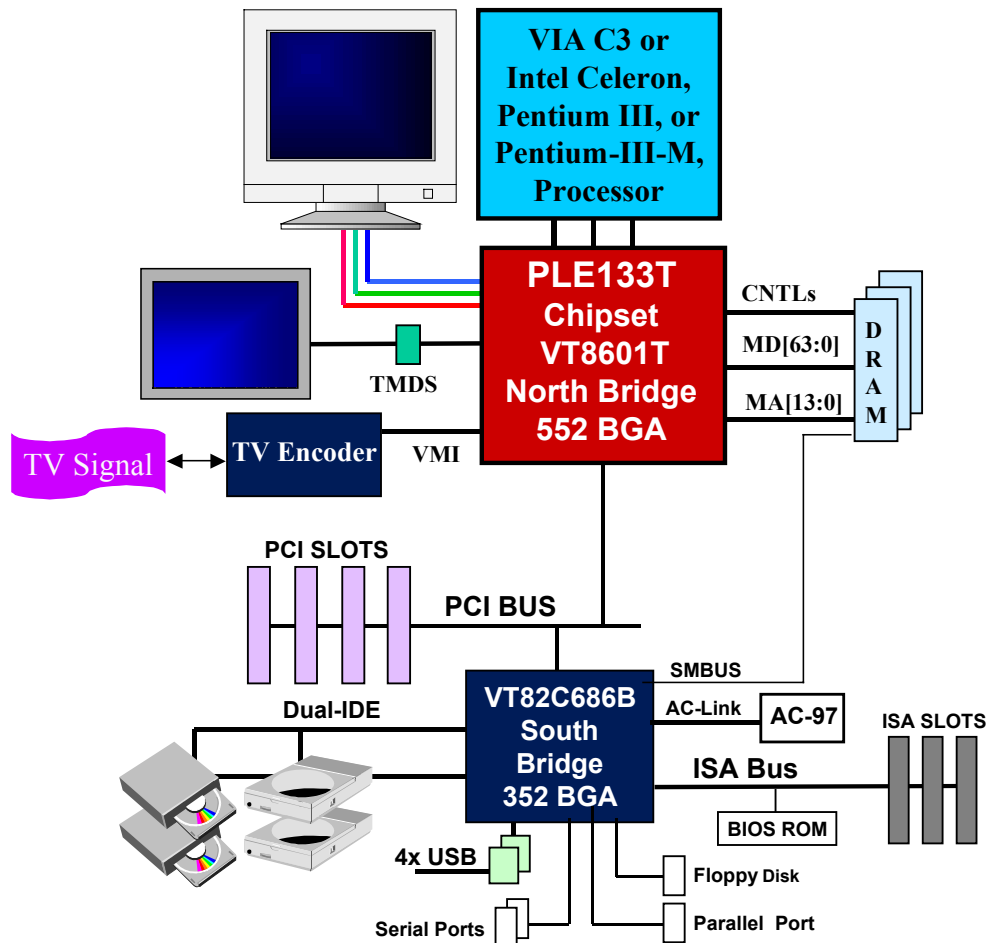 VIA C3 or
Intel Celeron,
Pentium III, or
Pentium-III-M,
Processor
PLE133T
Chipset
VT8601T
North Bridge
552 BGA
CNTLs
MD[63:0]
MA[13:0]
D
R
A
M
TMDS
TV Signal
TV Encoder
VMI
PCI SLOTS
PCI BUS
SMBUS
VT82C686B
South
Bridge
352 BGA
Dual-IDE
AC-Link
AC-97
ISA SLOTS
ISA Bus
BIOS ROM
4x USB
Floppy Disk
Serial Ports
Parallel Port